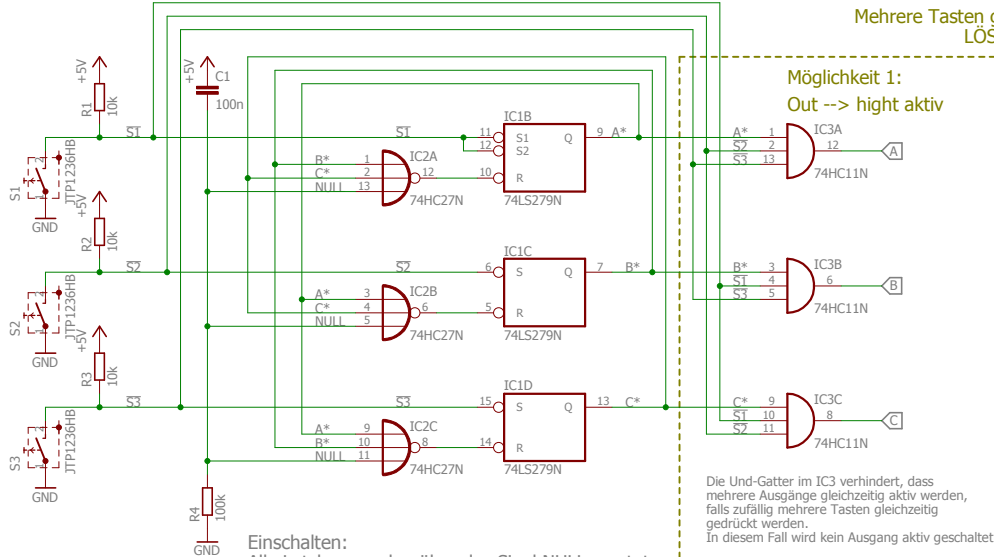 Mehrere Tasten g
LÖS
Möglichkeit 1:
Out --> hight aktiv
+5V
R1
10k
+5V
C1
100n
S1
S1
S1
2
1
JTP1236HB
GND
B*
C*
NULL
1
2
13
IC2A
12
74HC27N
IC1B
11
12
10
S1
S2
R
Q
9
A*
74LS279N
A*
S2
S3
1
2
13
IC3A
12
74HC11N
A
+5V
R2
10k
S2
S2
S2
2
1
JTP1236HB
GND
A*
C*
NULL
3
4
5
IC2B
6
74HC27N
IC1C
6
5
S
R
Q
7
B*
74LS279N
B*
S1
S3
3
4
5
IC3B
6
74HC11N
B
+5V
R3
10k
S3
S3
S3
2
1
JTP1236HB
GND
A*
B*
NULL
9
10
11
IC2C
8
74HC27N
IC1D
15
14
S
R
Q
13
C*
74LS279N
C*
S1
S2
9
10
11
IC3C
8
74HC11N
C
R4
100k
GND
Die Und-Gatter im IC3 verhindert, dass
mehrere Ausgänge gleichzeitig aktiv werden,
falls zufällig mehrere Tasten gleichzeitig
gedrückt werden.
In diesem Fall wird kein Ausgang aktiv geschaltet
Einschalten: